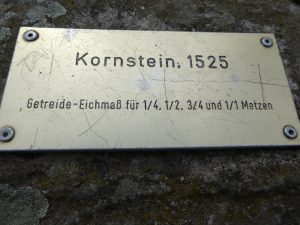 Kornstein, 1525
Getreide-Eichmaß für 1/4, 1/2, 3/4 und 1/1 Metzen